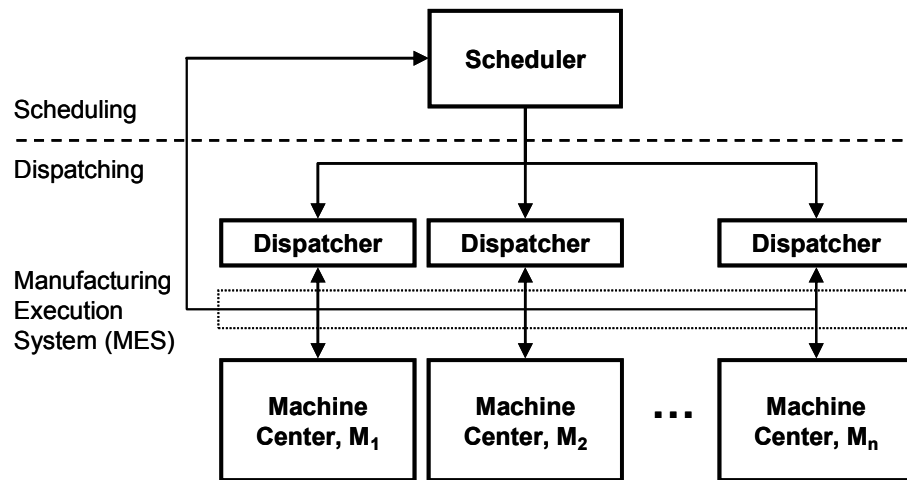 Scheduler
Scheduling
Dispatching
Dispatcher
Dispatcher
Dispatcher
Manufacturing
Execution
System (MES)
Machine
Center, M₁
Machine
Center, M₂
...
Machine
Center, Mₙ